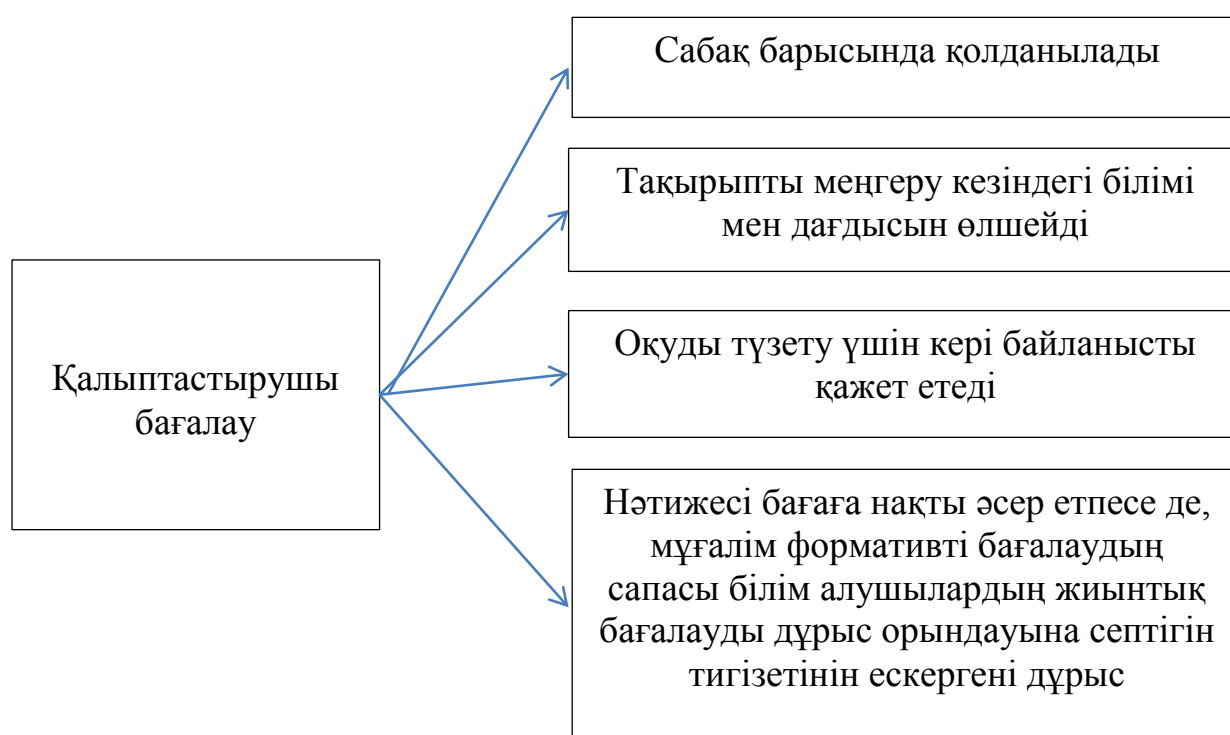 Сабақ барысында қолданылады
Тақырыпты меңгеру кезіндегі білімі
мен дағдысын өлшейді
Қалыптастырушы
бағалау
Оқуды түзету үшін кері байланысты
қажет етеді
Нәтижесі бағаға нақты әсер етпесе де,
мұғалім формативті бағалаудың
сапасы білім алушылардың жиынтық
бағалауды дұрыс орындауына септігін
тигізетінін ескергені дұрыс